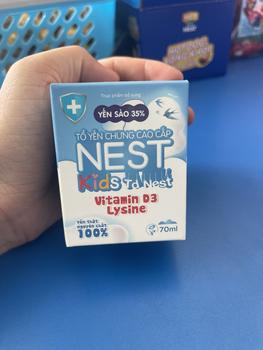 Thực phẩm bổ sung
YẾN SÀO 35%
TỔ YẾN CHƯNG CAO CẤP
NEST
Kids Td Nest
Vitamin D3
Lysine
Yến thật
nguyên chất
100%
70ml